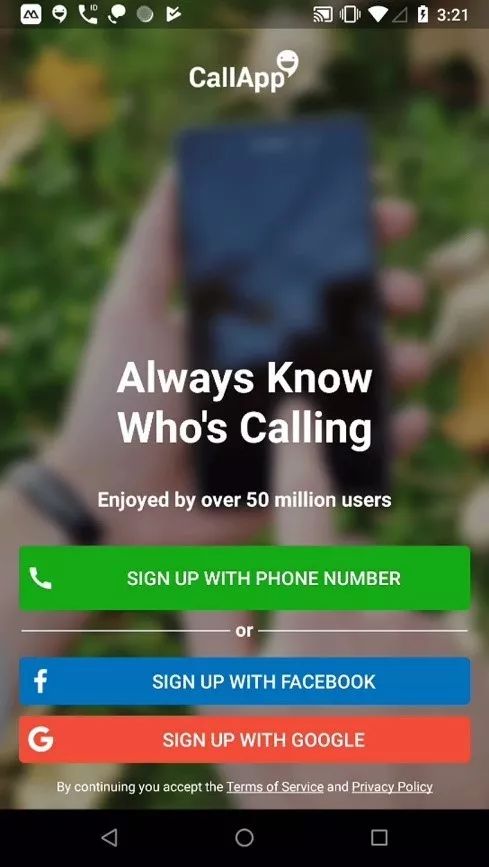 3:21
CallApp
Always Know
Who's Calling
Enjoyed by over 50 million users
SIGN UP WITH PHONE NUMBER
or
SIGN UP WITH FACEBOOK
SIGN UP WITH GOOGLE
By continuing you accept the Terms of Service and Privacy Policy